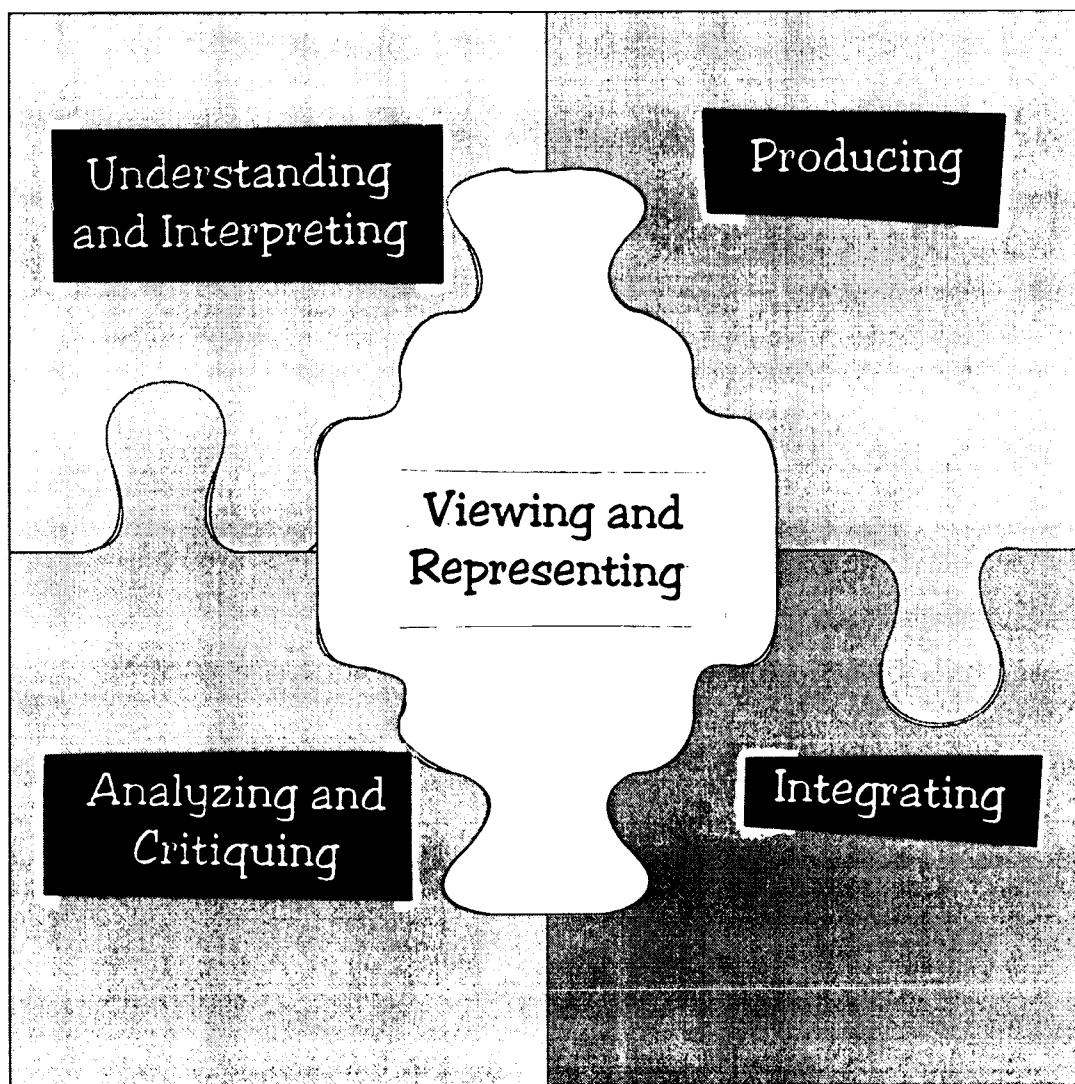 Understanding
and Interpreting
Producing
Viewing and
Representing
Analyzing and
Critiquing
Integrating